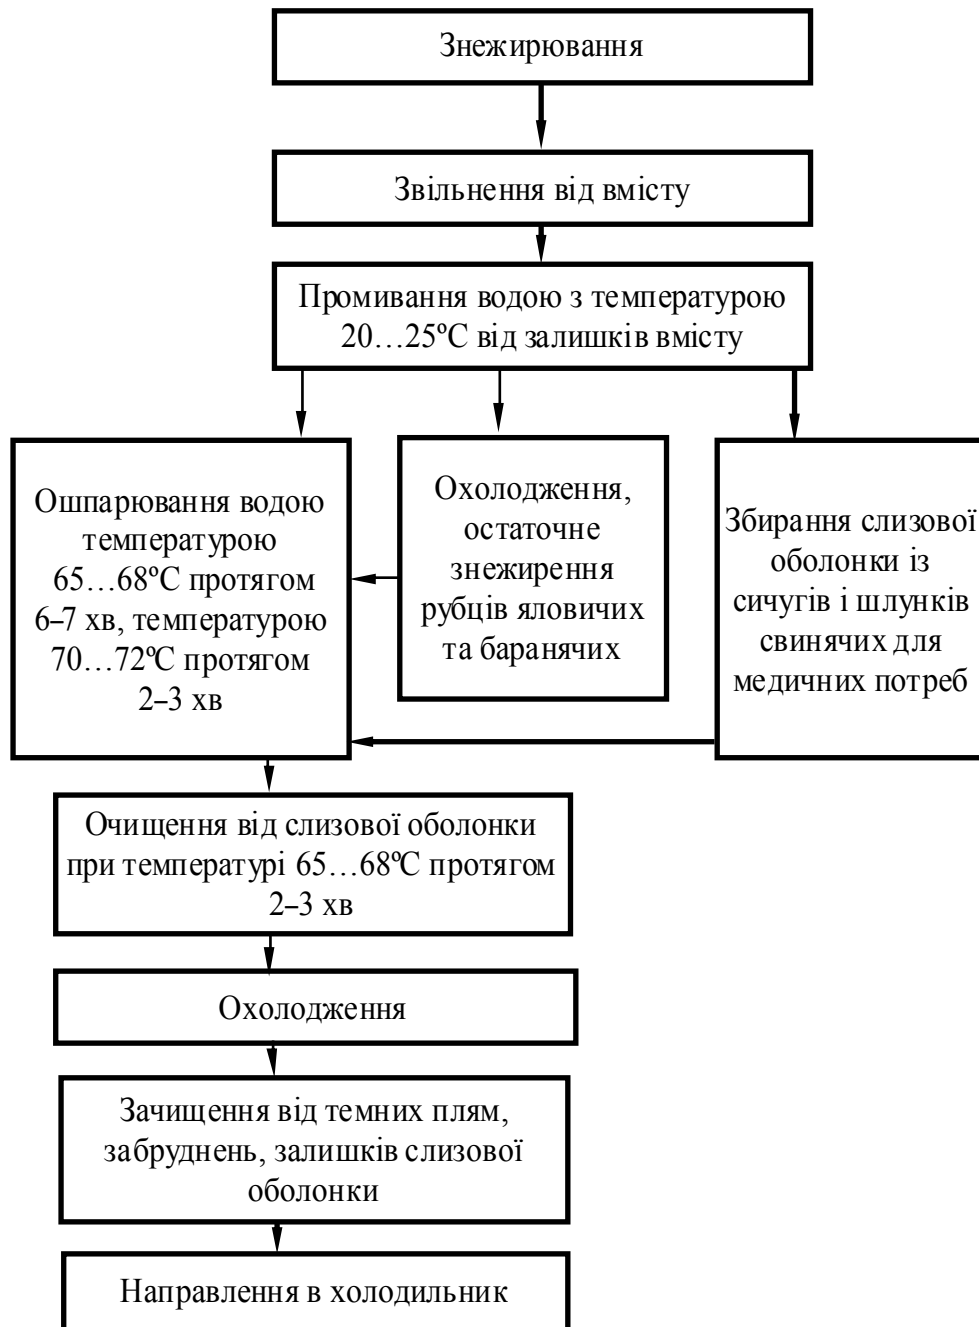 Знежирювання
Звільнення від вмісту
Промивання водою з температурою
20…25ºС від залишків вмісту
Ошпарювання водою
температурою
65…68ºС протягом
6–7 хв, температурою
70…72ºС протягом
2–3 хв
Охолодження,
остаточне
знежирення
рубців яловичих
та баранячих
Збирання слизової
оболонки із
сичугів і шлунків
свинячих для
медичних потреб
Очищення від слизової оболонки
при температурі 65…68ºС протягом
2–3 хв
Охолодження
Зачищення від темних плям,
забруднень, залишків слизової
оболонки
Направлення в холодильник